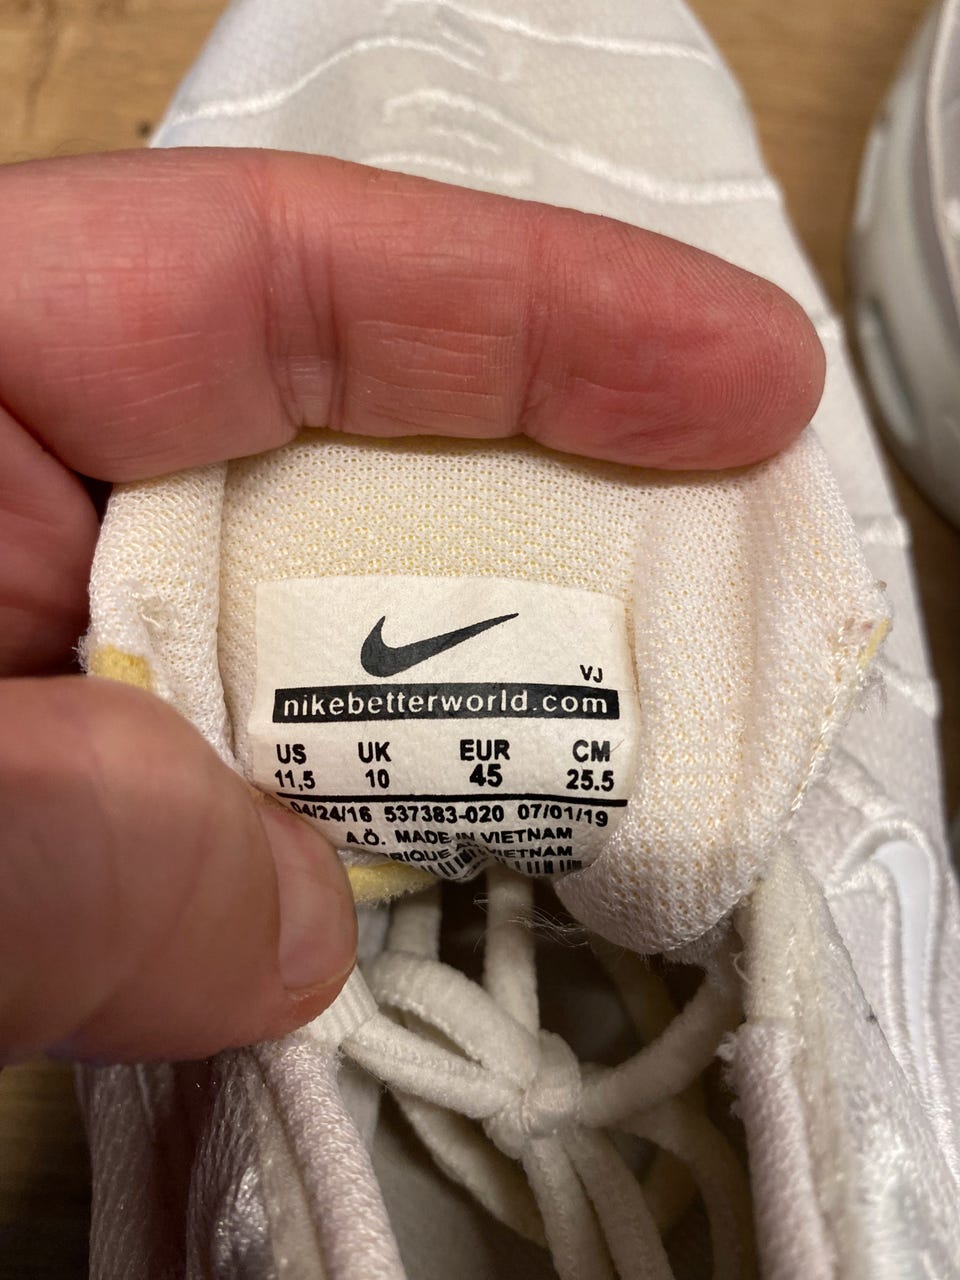 VJ
nikebetterworld.com
US UK EUR CM
11,5 10 45 25.5
04/24/16 537383-020 07/01/19
A.Ö. MADE IN VIETNAM
VIETNAM